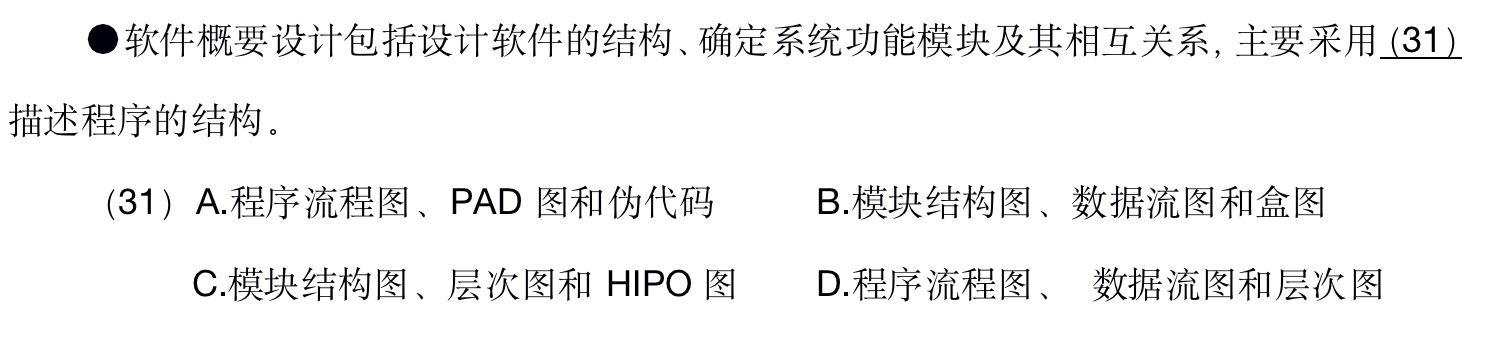 ●软件概要设计包括设计软件的结构、确定系统功能模块及其相互关系,主要采用(31)
描述程序的结构。
(31) A.程序流程图、PAD 图和伪代码 B.模块结构图、数据流图和盒图
C.模块结构图、层次图和 HIPO 图 D.程序流程图、 数据流图和层次图